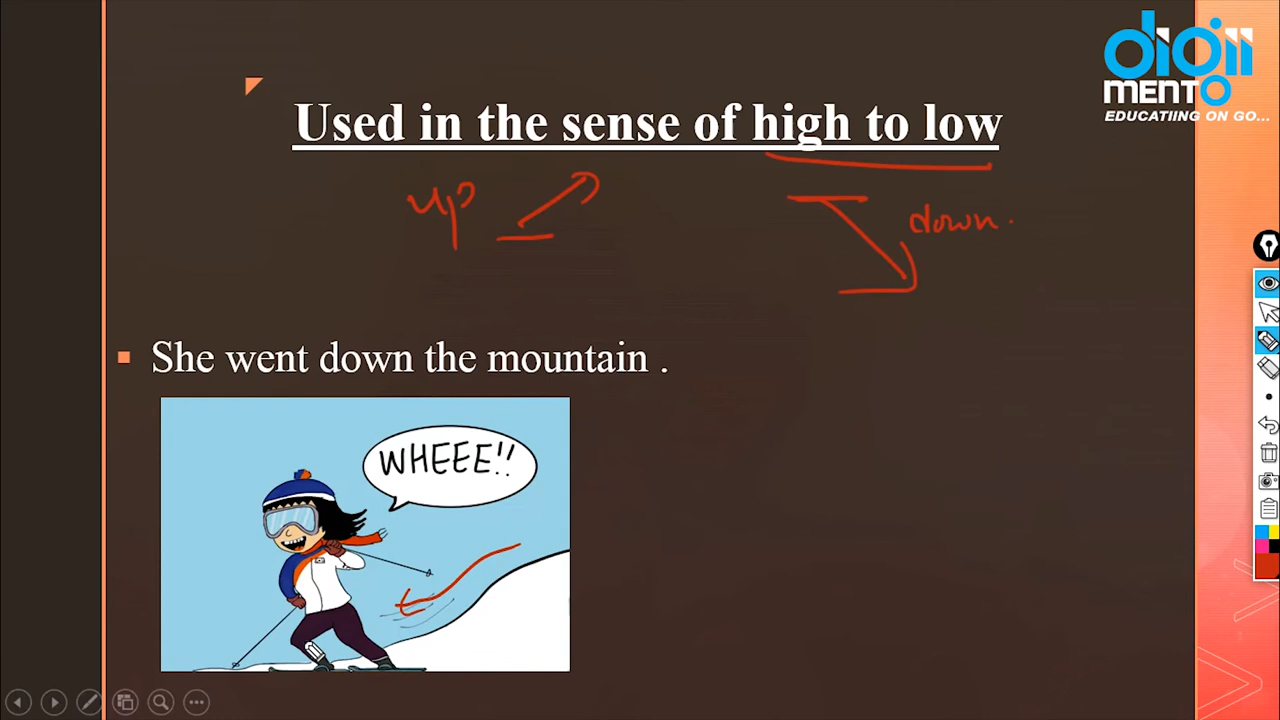 digii
MENTO
EDUCATIING ON GO...
Used in the sense of high to low
up
down.
She went down the mountain .
WHEEE!!